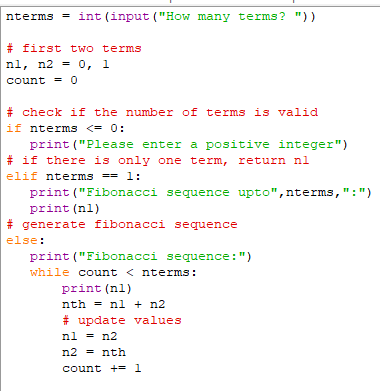 nterms = int(input("How many terms? "))
# first two terms
n1, n2 = 0, 1
count = 0
# check if the number of terms is valid
if nterms <= 0:
print("Please enter a positive integer")
# if there is only one term, return n1
elif nterms == 1:
print("Fibonacci sequence upto",nterms,":")
print(n1)
# generate fibonacci sequence
else:
print("Fibonacci sequence:")
while count < nterms:
print(n1)
nth = n1 + n2
# update values
n1 = n2
n2 = nth
count += 1